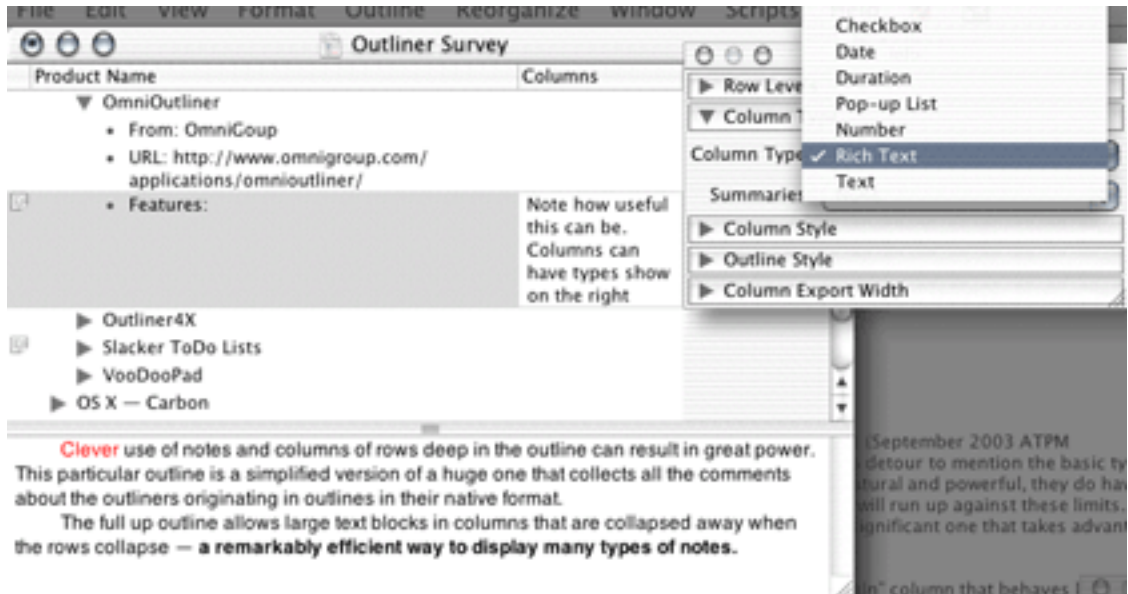 File Edit View Format Outline Reorganize Window Scripts
Outliner Survey
Product Name Columns
OmniOutliner
• From: OmniGoup
• URL: http://www.omnigroup.com/
applications/omnioutliner/
• Features:
Note how useful
this can be.
Columns can
have types show
on the right
Outliner4X
Slacker ToDo Lists
VooDooPad
OS X — Carbon
Clever use of notes and columns of rows deep in the outline can result in great power.
This particular outline is a simplified version of a huge one that collects all the comments
about the outliners originating in outlines in their native format.
The full up outline allows large text blocks in columns that are collapsed away when
the rows collapse — a remarkably efficient way to display many types of notes.
Row
Column
Column Type
Summaries
Column Style
Outline Style
Column Export Width
Checkbox
Date
Duration
Pop-up List
Number
✓ Rich Text
Text
(September 2003 ATPM
detour to mention the basic
and powerful, they do
will run up against these limits.
significant one that takes
column that behaves